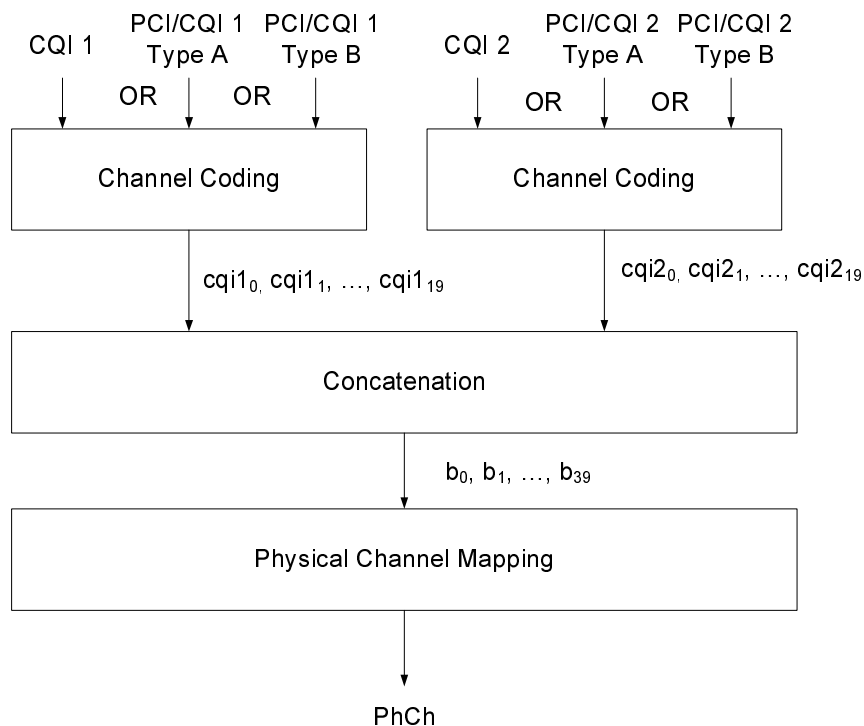 CQI 1
PCI/CQI 1
Type A
PCI/CQI 1
Type B
OR
OR
CQI 2
PCI/CQI 2
Type A
PCI/CQI 2
Type B
OR
OR
Channel Coding
Channel Coding
cqi1₀, cqi1₁, …, cqi1₁₉
cqi2₀, cqi2₁, …, cqi2₁₉
Concatenation
b₀, b₁, …, b₃₉
Physical Channel Mapping
PhCh